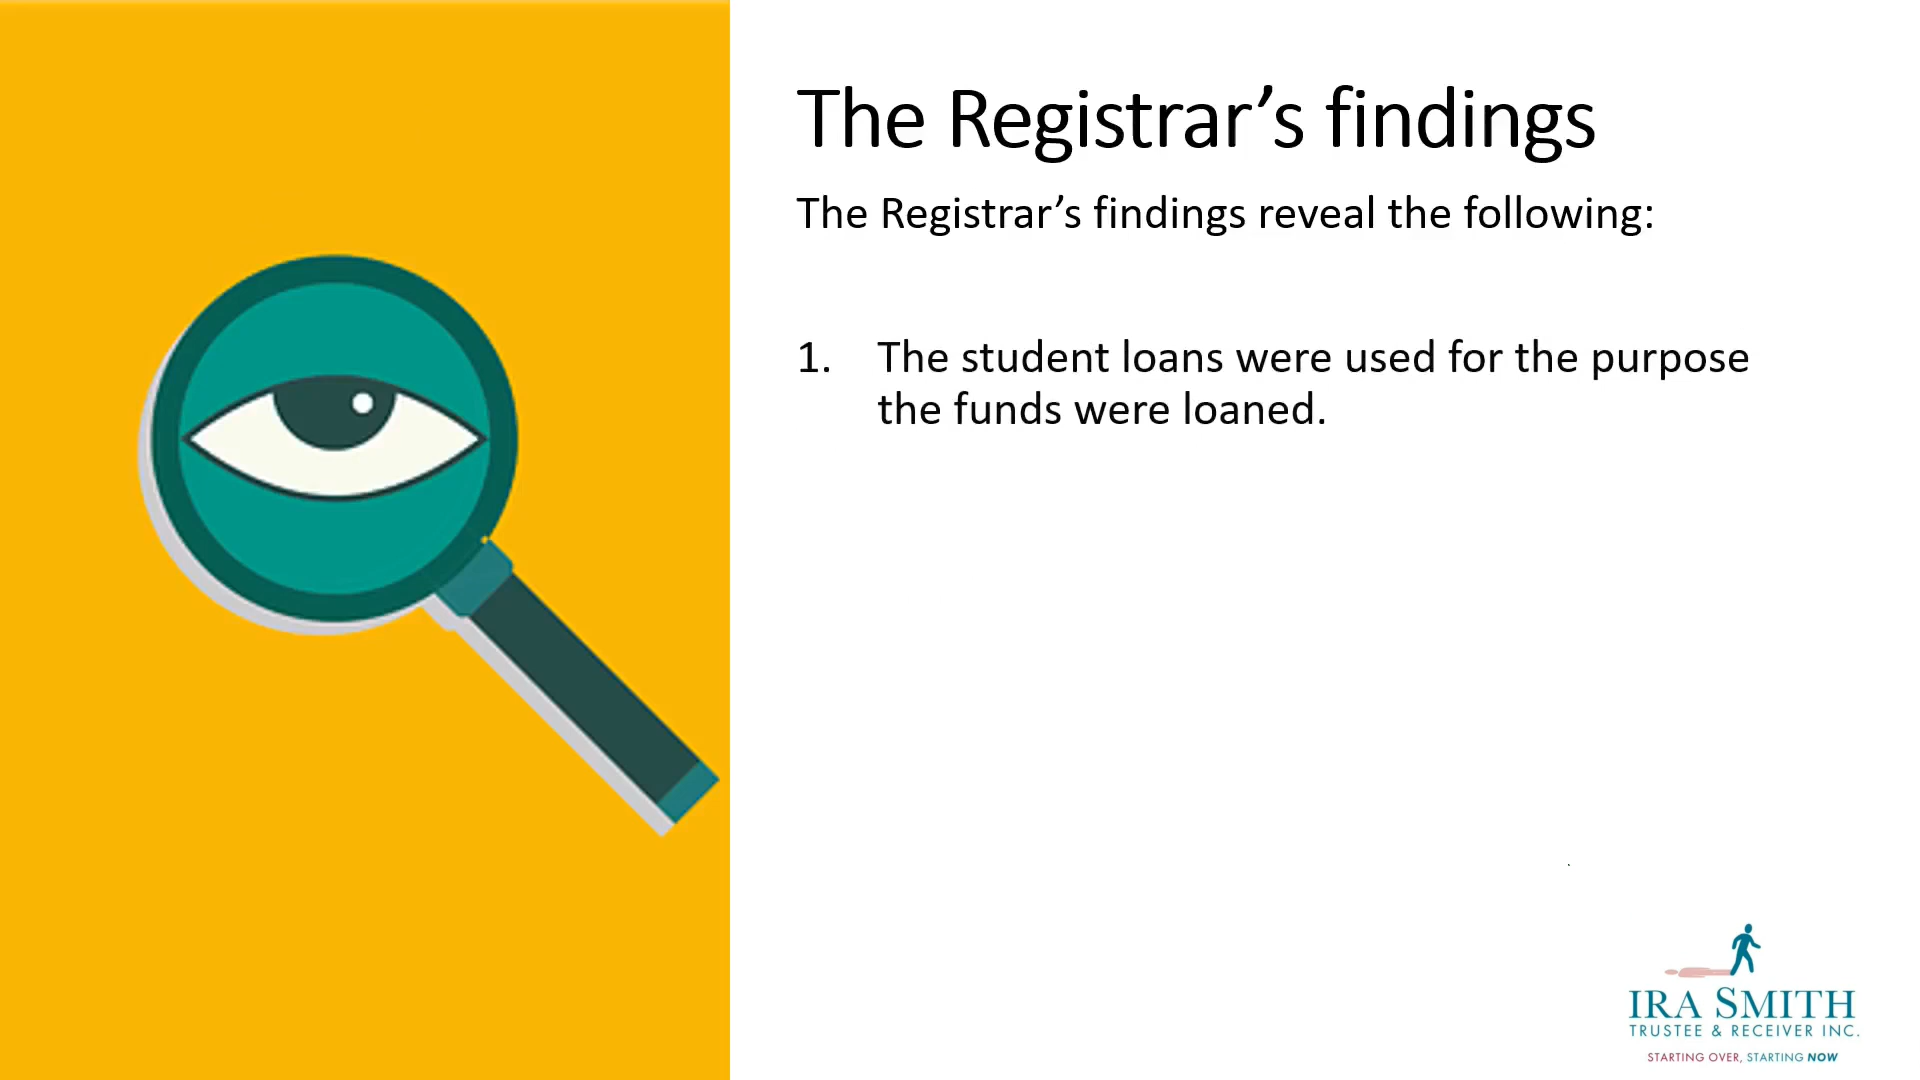 The Registrar’s findings
The Registrar’s findings reveal the following:
1. The student loans were used for the purpose
the funds were loaned.
IRA SMITH
TRUSTEE & RECEIVER INC.
STARTING OVER, STARTING NOW